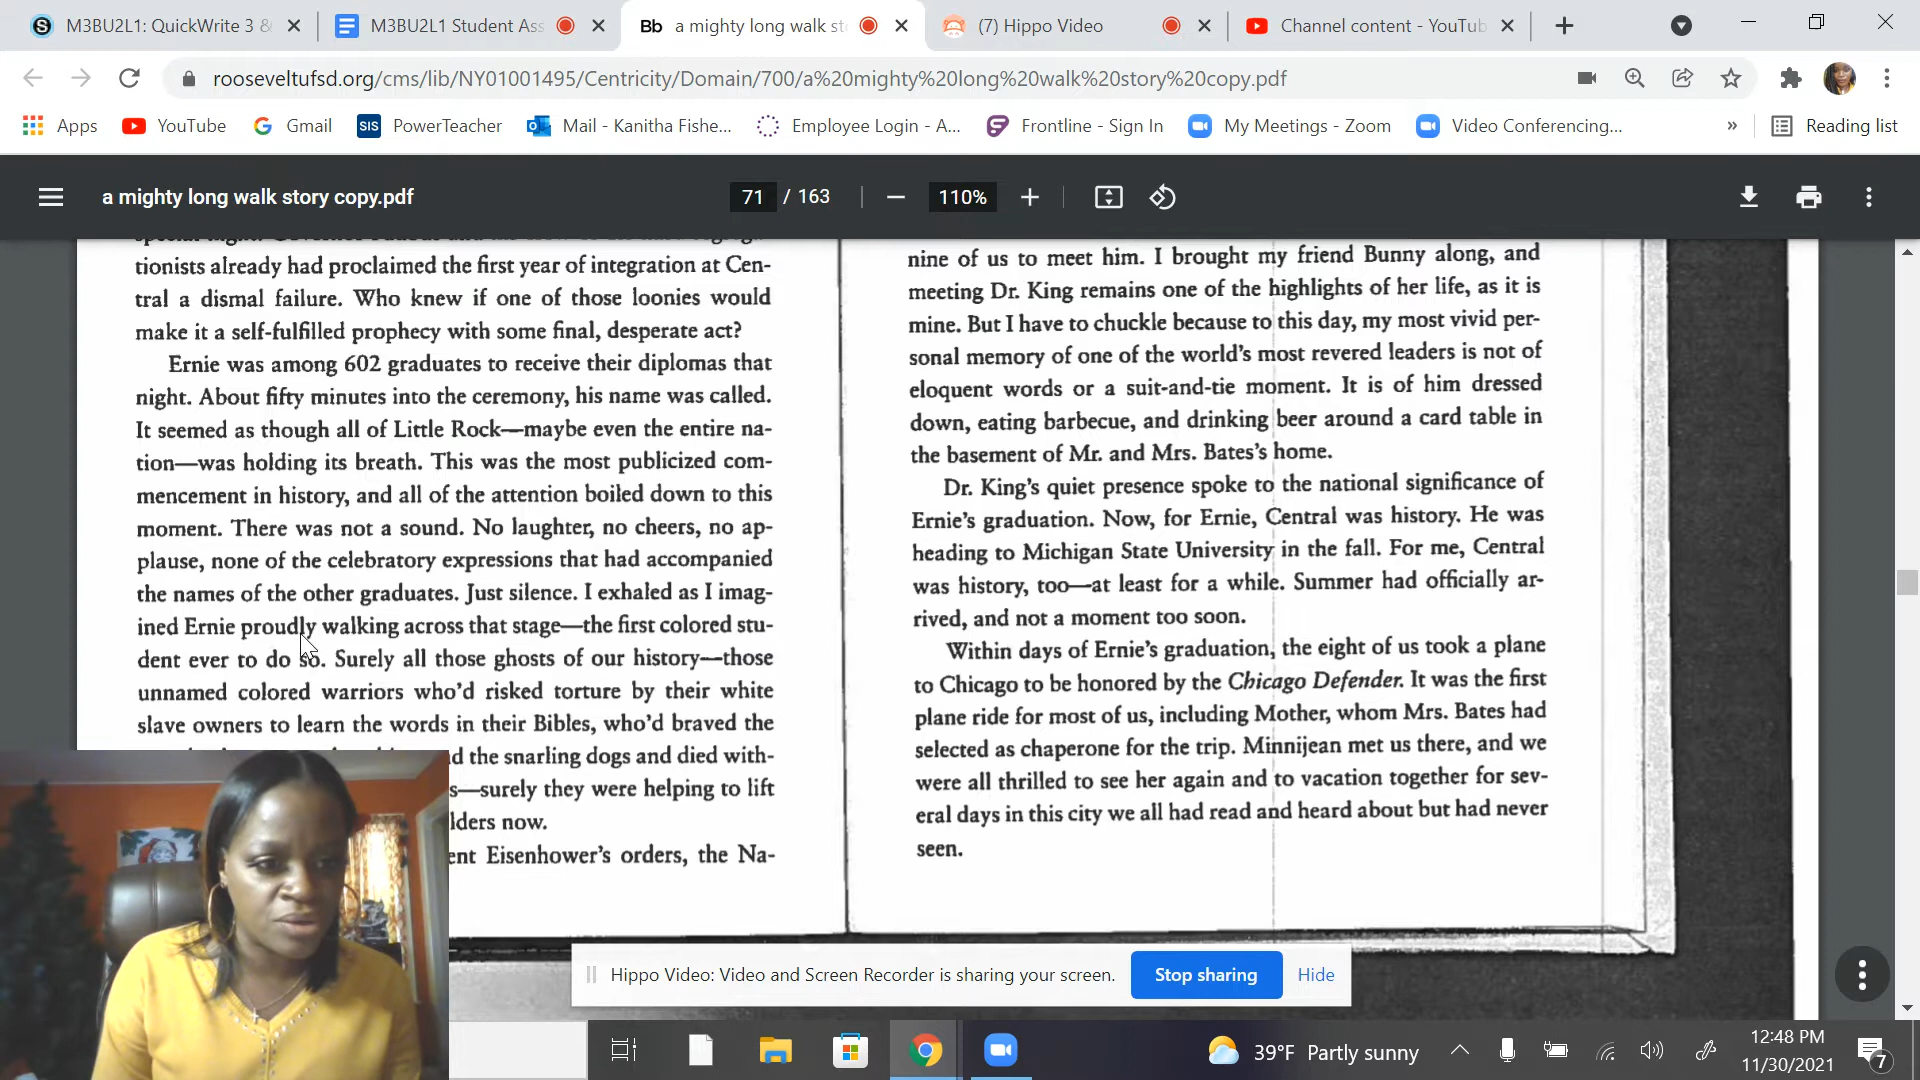 M3BU2L1: QuickWrite 3 &
M3BU2L1 Student Ass
a mighty long walk sto
(7) Hippo Video
Channel content - YouTub
rooseveltufsd.org/cms/lib/NY01001495/Centricity/Domain/700/a%20mighty%20long%20walk%20story%20copy.pdf
Apps
YouTube
Gmail
SIS
PowerTeacher
Mail - Kanitha Fishe...
Employee Login - A...
Frontline - Sign In
My Meetings - Zoom
Video Conferencing...
»
Reading list
a mighty long walk story copy.pdf
71 / 163
110%
tionists already had proclaimed the first year of integration at Cen-
tral a dismal failure. Who knew if one of those loonies would
make it a self-fulfilled prophecy with some final, desperate act?
Ernie was among 602 graduates to receive their diplomas that
night. About fifty minutes into the ceremony, his name was called.
It seemed as though all of Little Rock—maybe even the entire na-
tion—was holding its breath. This was the most publicized com-
mencement in history, and all of the attention boiled down to this
moment. There was not a sound. No laughter, no cheers, no ap-
plause, none of the celebratory expressions that had accompanied
the names of the other graduates. Just silence. I exhaled as I imag-
ined Ernie proudly walking across that stage—the first colored stu-
dent ever to do so. Surely all those ghosts of our history—those
unnamed colored warriors who'd risked torture by their white
slave owners to learn the words in their Bibles, who'd braved the
d the snarling dogs and died with-
s—surely they were helping to lift
lders now.
ent Eisenhower's orders, the Na-
nine of us to meet him. I brought my friend Bunny along, and
meeting Dr. King remains one of the highlights of her life, as it is
mine. But I have to chuckle because to this day, my most vivid per-
sonal memory of one of the world's most revered leaders is not of
eloquent words or a suit-and-tie moment. It is of him dressed
down, eating barbecue, and drinking beer around a card table in
the basement of Mr. and Mrs. Bates's home.
Dr. King's quiet presence spoke to the national significance of
Ernie's graduation. Now, for Ernie, Central was history. He was
heading to Michigan State University in the fall. For me, Central
was history, too—at least for a while. Summer had officially ar-
rived, and not a moment too soon.
Within days of Ernie's graduation, the eight of us took a plane
to Chicago to be honored by the Chicago Defender. It was the first
plane ride for most of us, including Mother, whom Mrs. Bates had
selected as chaperone for the trip. Minnijean met us there, and we
were all thrilled to see her again and to vacation together for sev-
eral days in this city we all had read and heard about but had never
seen.
Hippo Video: Video and Screen Recorder is sharing your screen.
Stop sharing
Hide
39°F Partly sunny
12:48 PM
11/30/2021
7